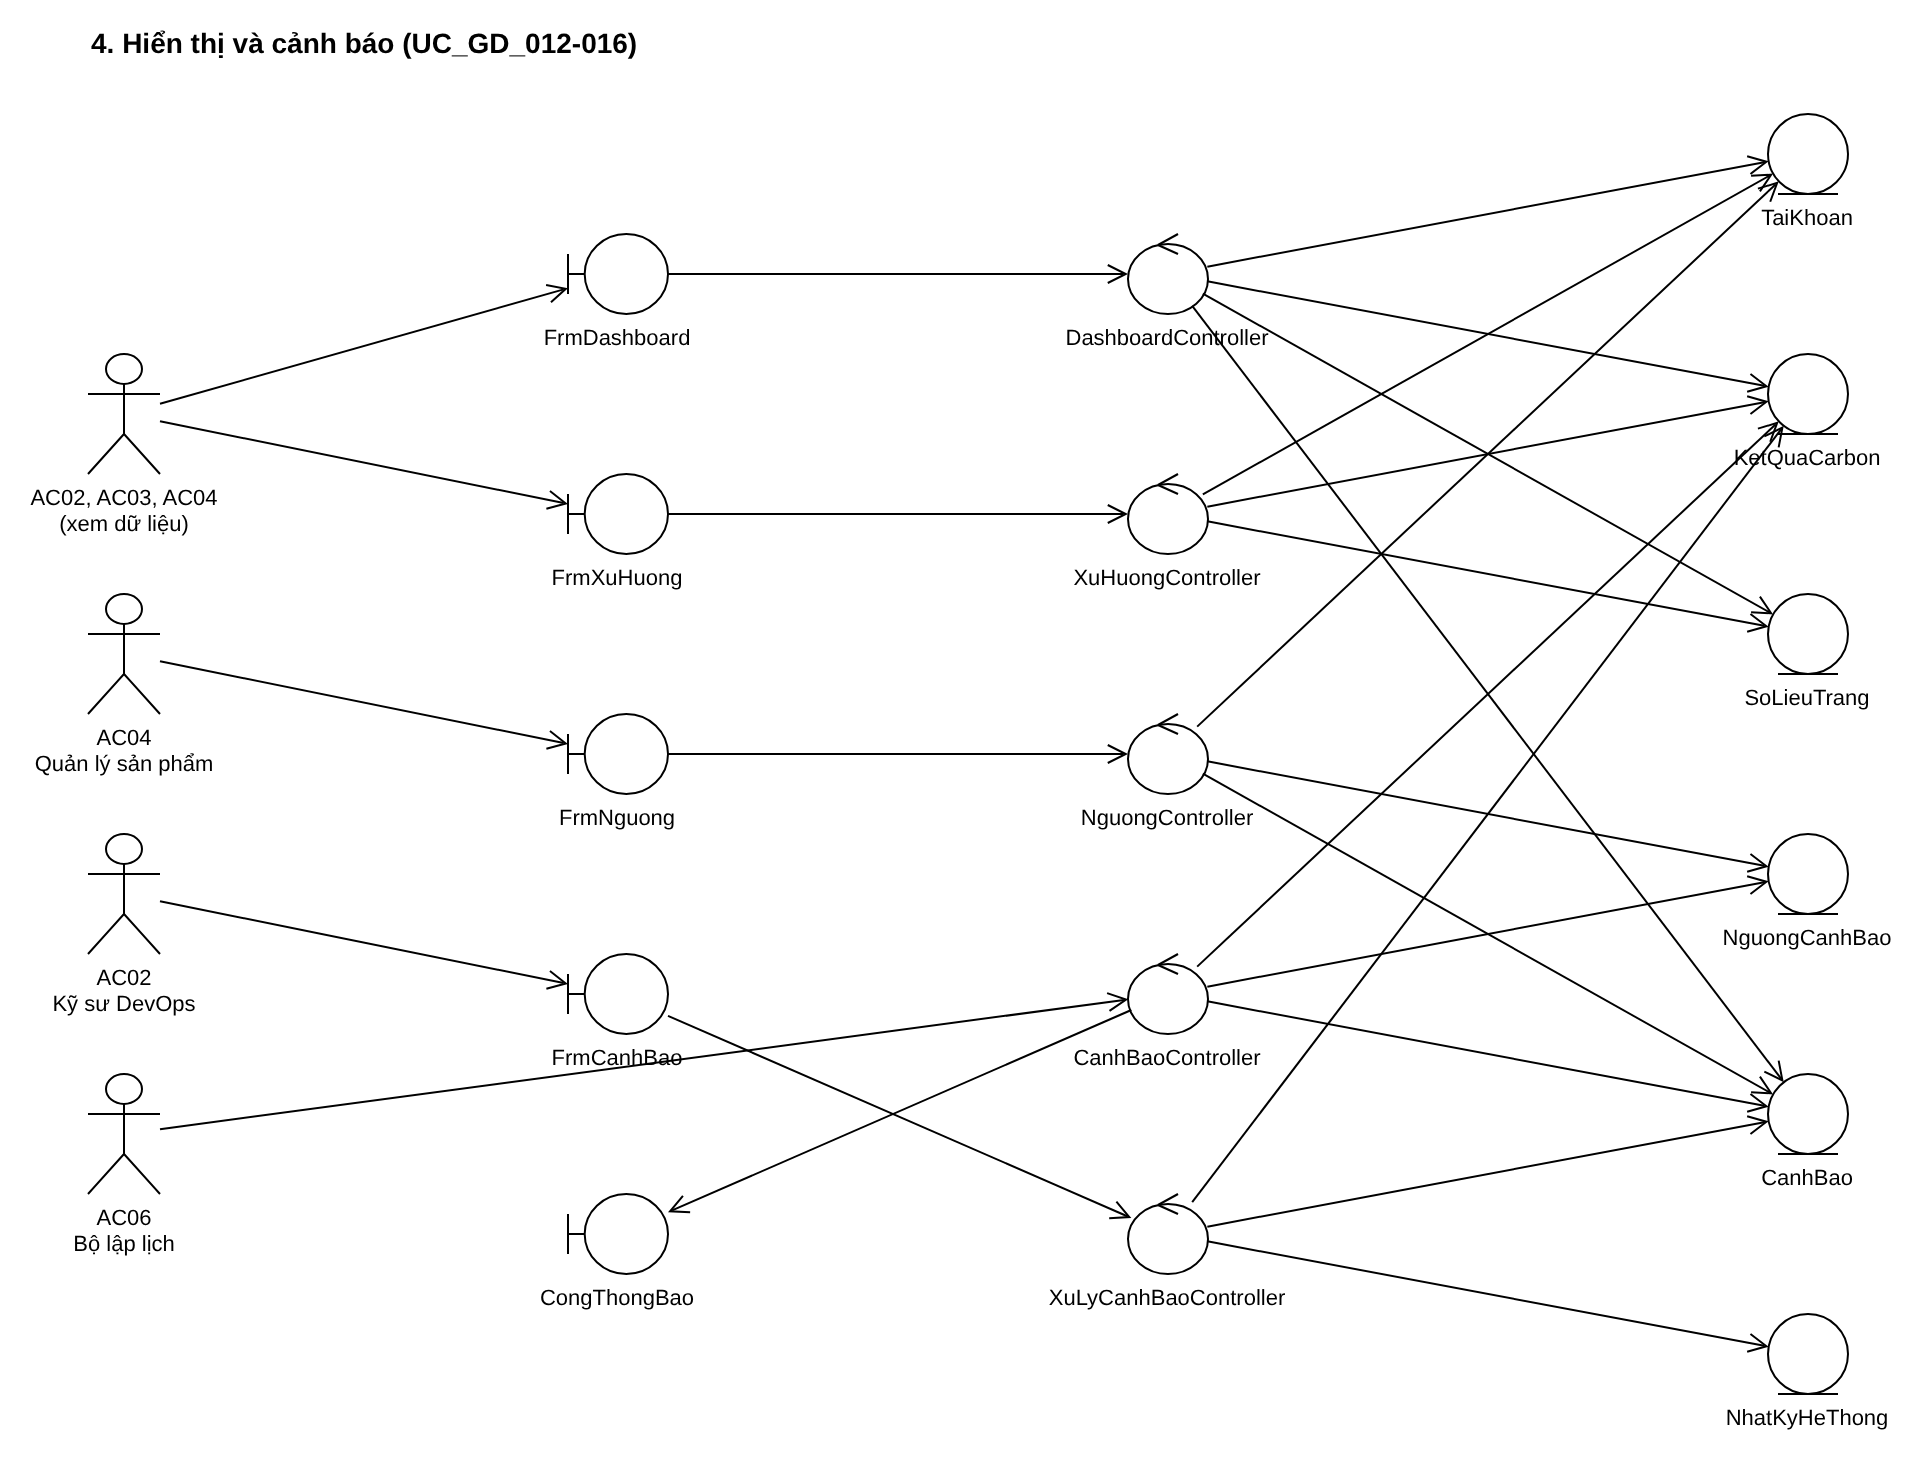 4. Hiển thị và cảnh báo (UC_GD_012-016)
TaiKhoan
FrmDashboard
DashboardController
KetQuaCarbon
AC02, AC03, AC04
(xem dữ liệu)
FrmXuHuong
XuHuongController
SoLieuTrang
AC04
Quản lý sản phẩm
FrmNguong
NguongController
NguongCanhBao
AC02
Kỹ sư DevOps
FrmCanhBao
CanhBaoController
CanhBao
AC06
Bộ lập lịch
CongThongBao
XuLyCanhBaoController
NhatKyHeThong